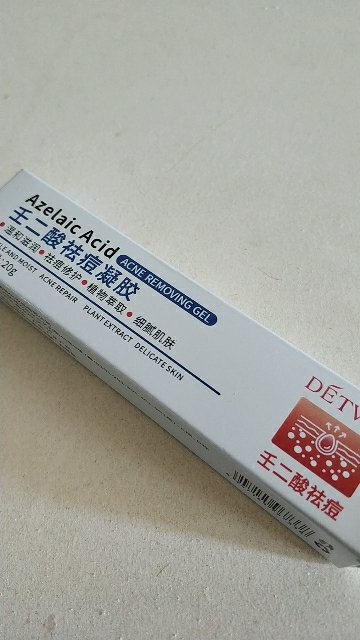 Azelaic Acid
壬二酸祛痘凝胶
ACNE REMOVING GEL
温和滋润•祛痘修护•植物萃取•细腻肌肤
AND MOIST ACNE REPAIR PLANT EXTRACT DELICATE SKIN
20g
壬二酸祛痘